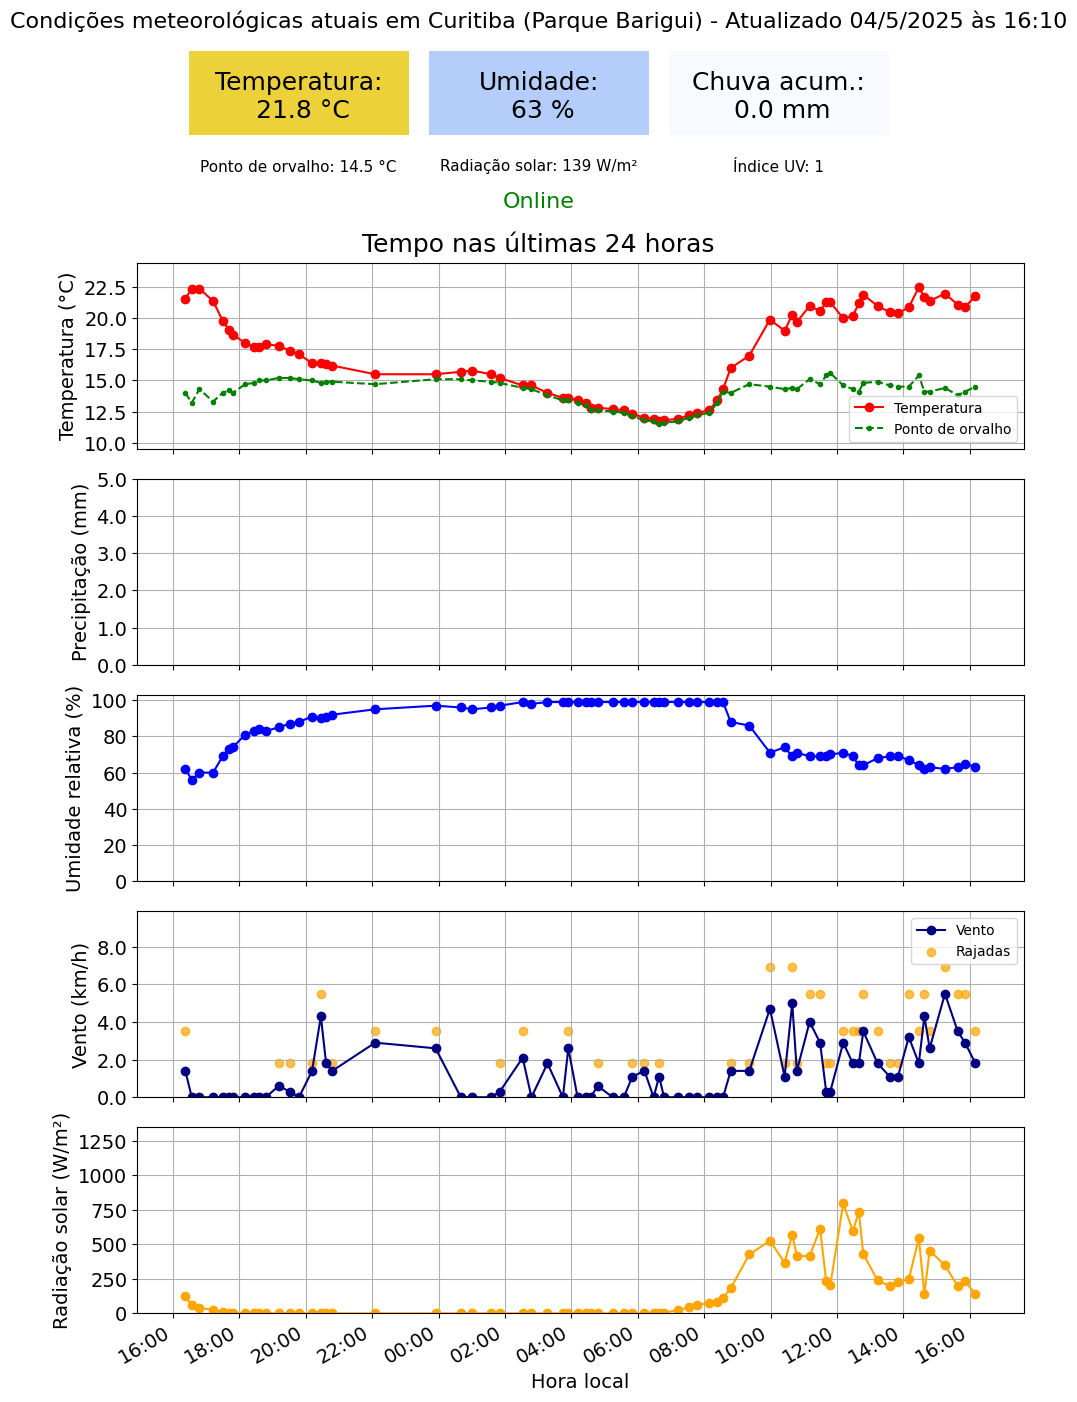 Condições meteorológicas atuais em Curitiba (Parque Barigui) - Atualizado 04/5/2025 às 16:10
Temperatura:
21.8 °C
Umidade:
63 %
Chuva acum.:
0.0 mm
Ponto de orvalho: 14.5 °C
Radiação solar: 139 W/m²
Índice UV: 1
Online
Tempo nas últimas 24 horas
Temperatura (°C)
22.5
20.0
17.5
15.0
12.5
10.0
Temperatura
Ponto de orvalho
Precipitação (mm)
5.0
4.0
3.0
2.0
1.0
0.0
Umidade relativa (%)
100
80
60
40
20
0
Vento (km/h)
8.0
6.0
4.0
2.0
0.0
Vento
Rajadas
Radiação solar (W/m²)
1250
1000
750
500
250
0
16:00
18:00
20:00
22:00
00:00
02:00
04:00
06:00
08:00
10:00
12:00
14:00
16:00
Hora local